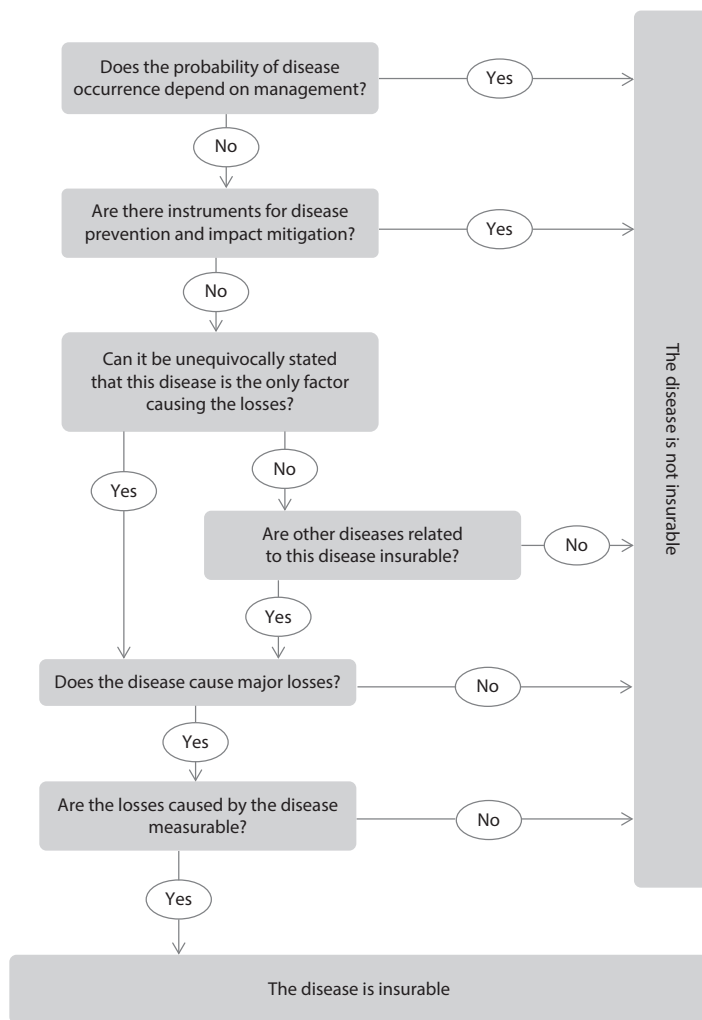 Does the probability of disease
occurrence depend on management?
Yes
No
Are there instruments for disease
prevention and impact mitigation?
Yes
No
Can it be unequivocally stated
that this disease is the only factor
causing the losses?
No
Yes
Are other diseases related
to this disease insurable?
No
Yes
Does the disease cause major losses?
No
Yes
Are the losses caused by the disease
measurable?
No
Yes
The disease is not insurable
The disease is insurable